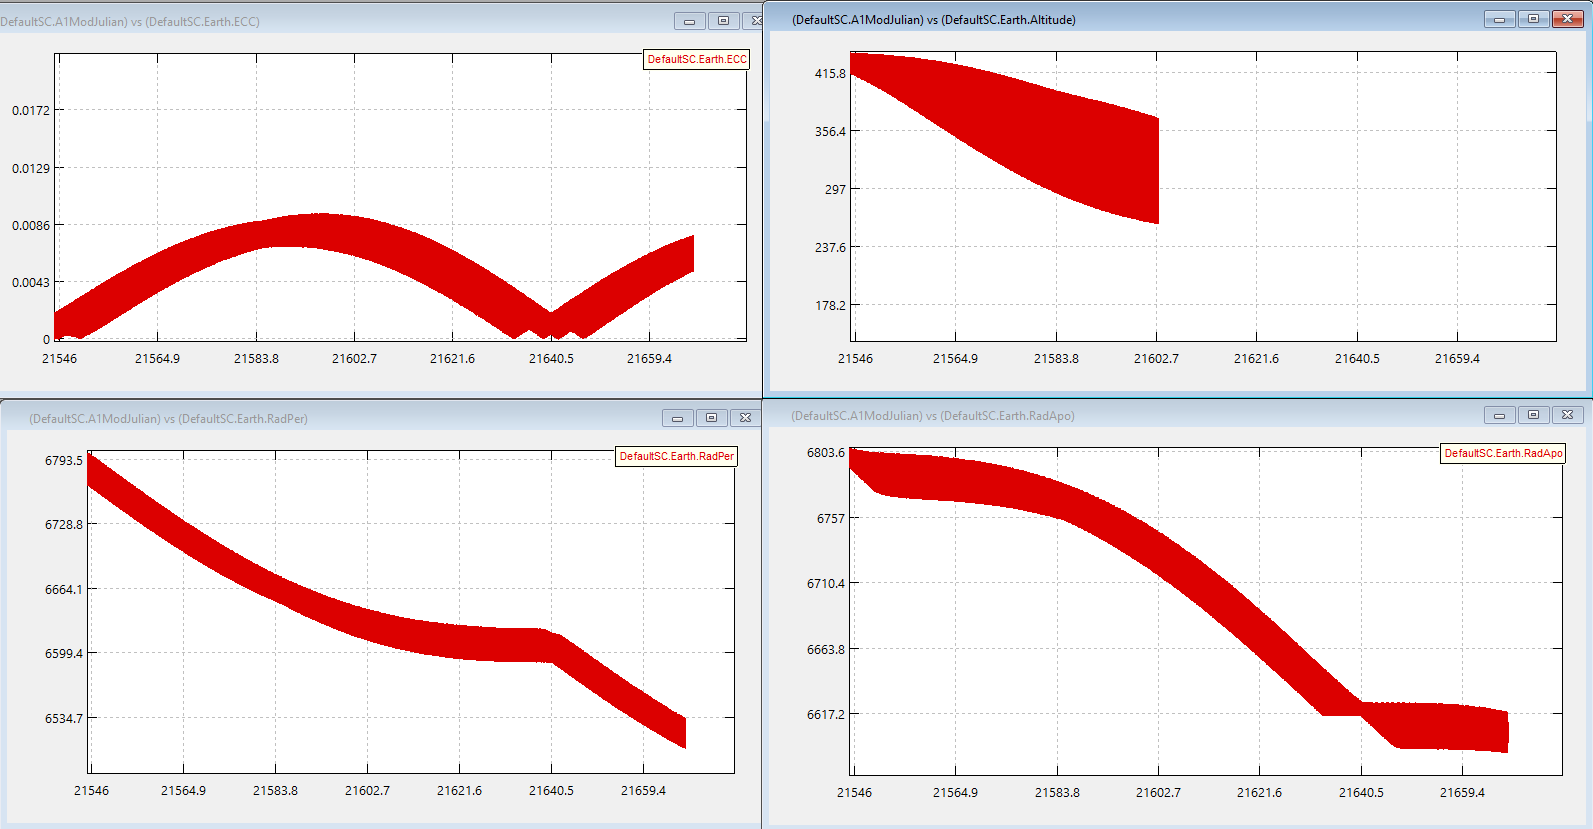 DefaultSC.A1ModJulian) vs (DefaultSC.Earth.ECC)
DefaultSC.Earth.ECC
0.0172
0.0129
0.0086
0.0043
0
21546 21564.9 21583.8 21602.7 21621.6 21640.5 21659.4
(DefaultSC.A1ModJulian) vs (DefaultSC.Earth.Altitude)
415.8
356.4
297
237.6
178.2
21546 21564.9 21583.8 21602.7 21621.6 21640.5 21659.4
(DefaultSC.A1ModJulian) vs (DefaultSC.Earth.RadPer)
DefaultSC.Earth.RadPer
6793.5
6728.8
6664.1
6599.4
6534.7
21546 21564.9 21583.8 21602.7 21621.6 21640.5 21659.4
(DefaultSC.A1ModJulian) vs (DefaultSC.Earth.RadApo)
DefaultSC.Earth.RadApo
6803.6
6757
6710.4
6663.8
6617.2
21546 21564.9 21583.8 21602.7 21621.6 21640.5 21659.4